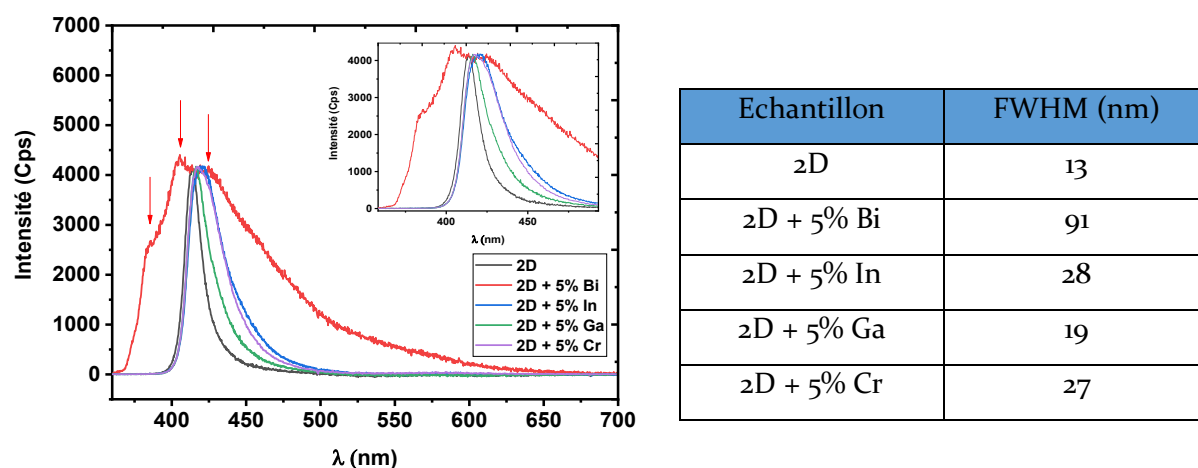 7000
6000
5000
4000
3000
2000
1000
0
Intensité (Cps)
400 450 500 550 600 650 700
λ (nm)
4000
3000
2000
1000
0
Intensité (Cps)
400 450
λ (nm)
2D
2D + 5% Bi
2D + 5% In
2D + 5% Ga
2D + 5% Cr
Echantillon FWHM (nm)
2D 13
2D + 5% Bi 91
2D + 5% In 28
2D + 5% Ga 19
2D + 5% Cr 27